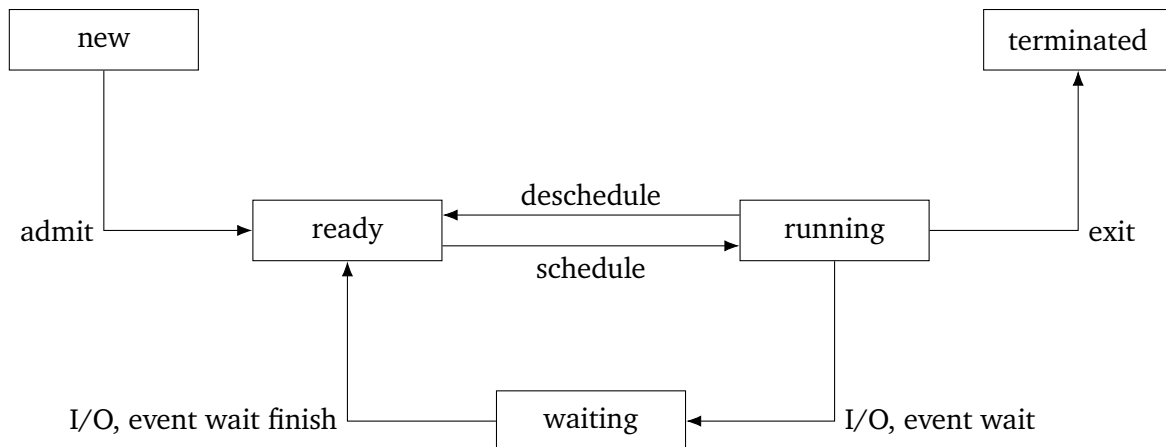 new
terminated
deschedule
admit
ready
running
exit
schedule
I/O, event wait finish
waiting
I/O, event wait